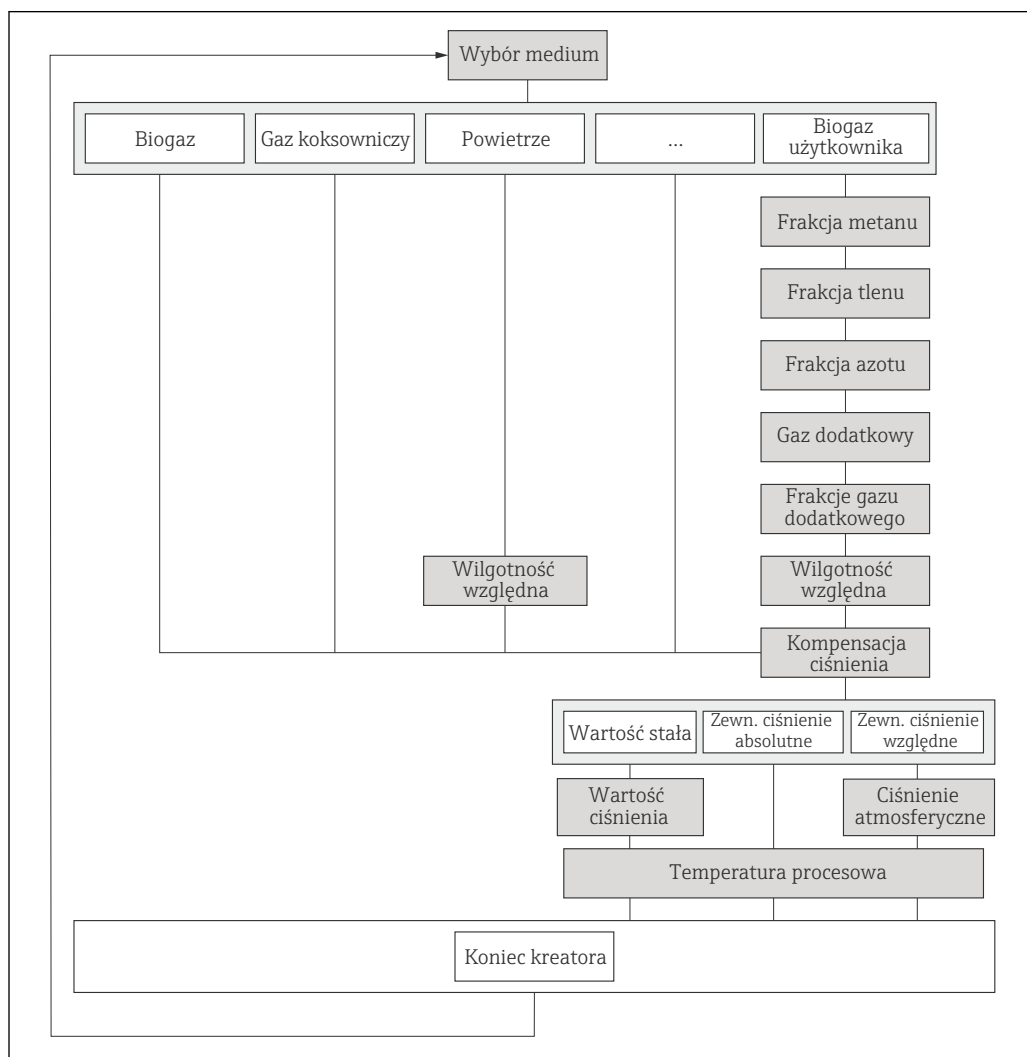 Wybór medium
Biogaz
Gaz koksowniczy
Powietrze
...
Biogaz
użytkownika
Frakcja metanu
Frakcja tlenu
Frakcja azotu
Gaz dodatkowy
Frakcje gazu
dodatkowego
Wilgotność
względna
Wilgotność
względna
Kompensacja
ciśnienia
Wartość stała
Zewn. ciśnienie
absolutne
Zewn. ciśnienie
względne
Wartość
ciśnienia
Ciśnienie
atmosferyczne
Temperatura procesowa
Koniec kreatora